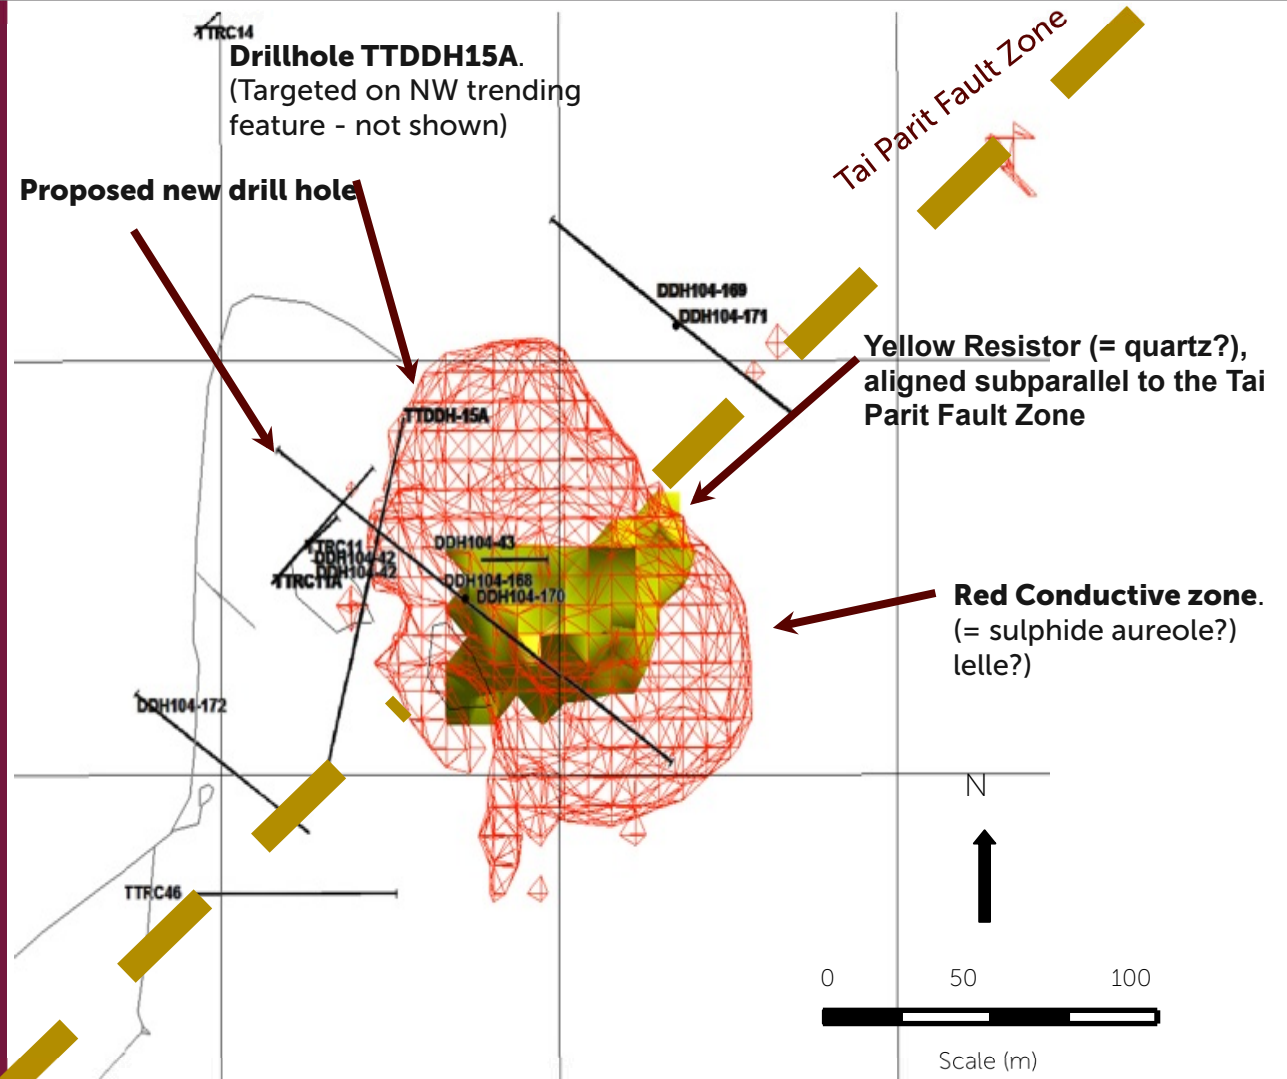 TTRC14
Drillhole TTDDH15A.
(Targeted on NW trending
feature - not shown)
Tai Parit Fault Zone
Proposed new drill hole
DDH104-169
DDH104-171
Yellow Resistor (= quartz?),
aligned subparallel to the Tai
Parit Fault Zone
TTDDH-15A
DDH104-43
TTRC11
DDH104-42
DDH104-42
TTRC11A
DDH104-168
DDH104-170
Red Conductive zone.
(= sulphide aureole?)
lelle?)
DDH104-172
N
TTRC46
0 50 100
Scale (m)